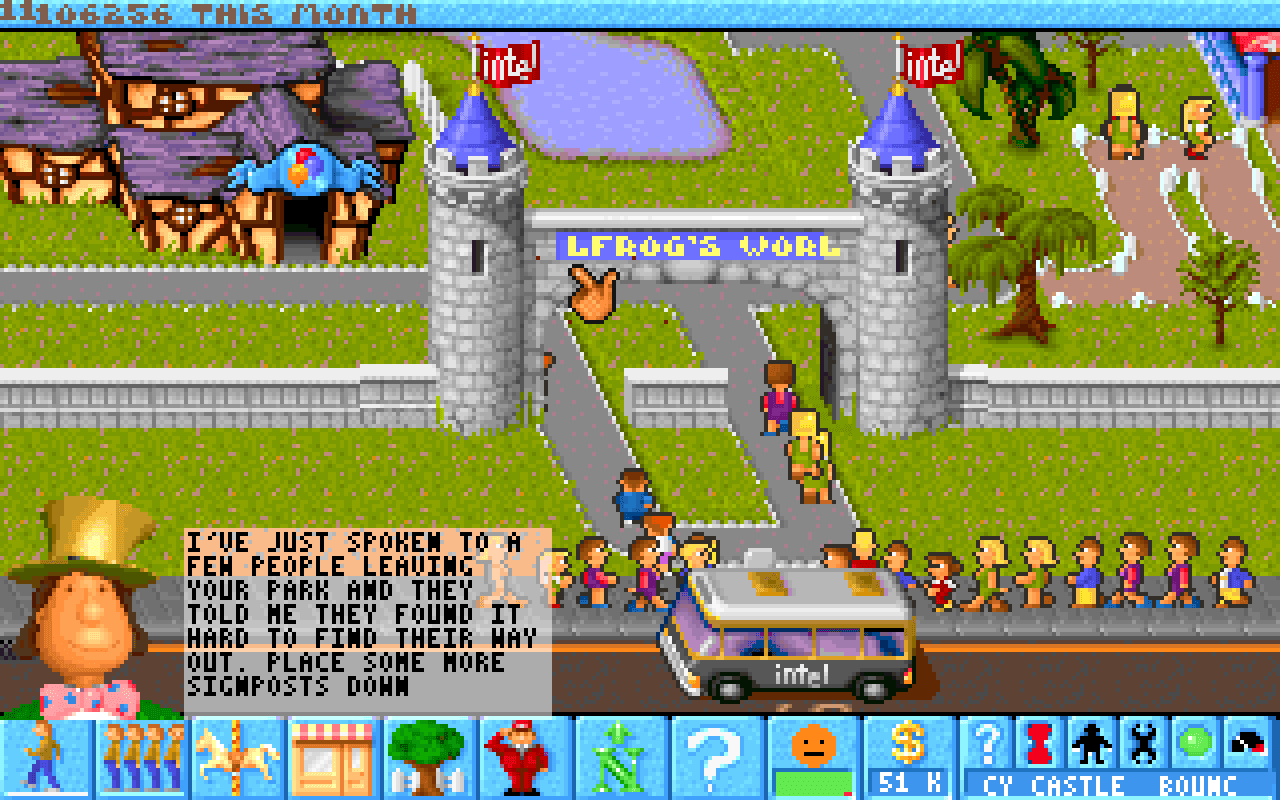 11106256 THIS MONTH
intel
intel
LFROG'S WORL
I'VE JUST SPOKEN TO A
FEW PEOPLE LEAVING
YOUR PARK AND THEY
TOLD ME THEY FOUND IT
HARD TO FIND THEIR WAY
OUT. PLACE SOME MORE
SIGNPOSTS DOWN
intel
N
?
$
?
51 K
CY CASTLE BOUNC